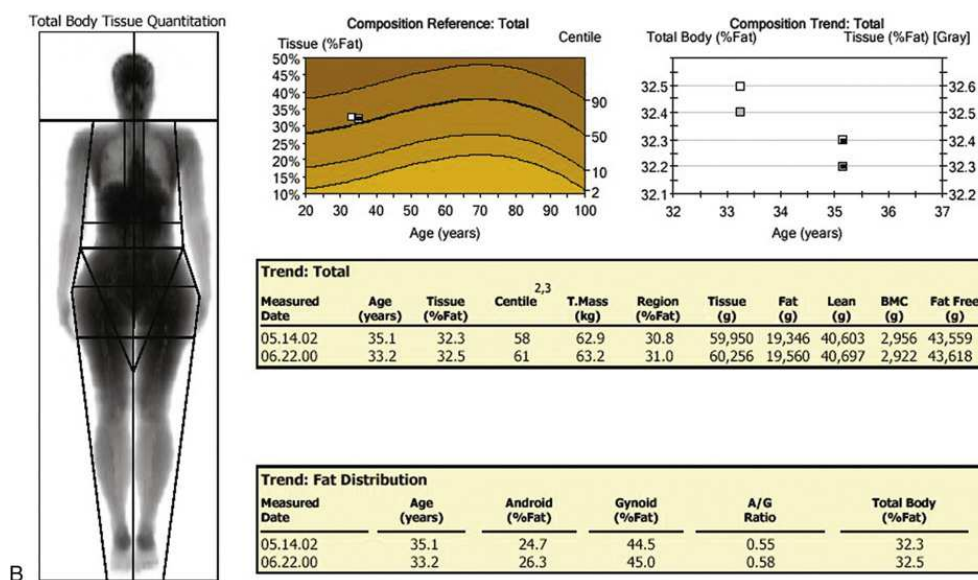 Total Body Tissue Quantitation
B
Composition Reference: Total
Tissue (%Fat) Centile
50%
45%
40%
35%
30%
25%
20%
15%
10%
90
50
10
2
20 30 40 50 60 70 80 90 100
Age (years)
Composition Trend: Total
Total Body (%Fat) Tissue (%Fat) [Gray]
32.5
32.4
32.3
32.2
32.1
32.6
32.5
32.4
32.3
32.2
32 33 34 35 36 37
Age (years)
Trend: Total
2,3
Measured Age Tissue Centile T.Mass Region Tissue Fat Lean BMC Fat Free
Date (years) (%Fat) (kg) (%Fat) (g) (g) (g) (g) (g)
05.14.02 35.1 32.3 58 62.9 30.8 59,950 19,346 40,603 2,956 43,559
06.22.00 33.2 32.5 61 63.2 31.0 60,256 19,560 40,697 2,922 43,618
Trend: Fat Distribution
Measured Age Android Gynoid A/G Total Body
Date (years) (%Fat) (%Fat) Ratio (%Fat)
05.14.02 35.1 24.7 44.5 0.55 32.3
06.22.00 33.2 26.3 45.0 0.58 32.5